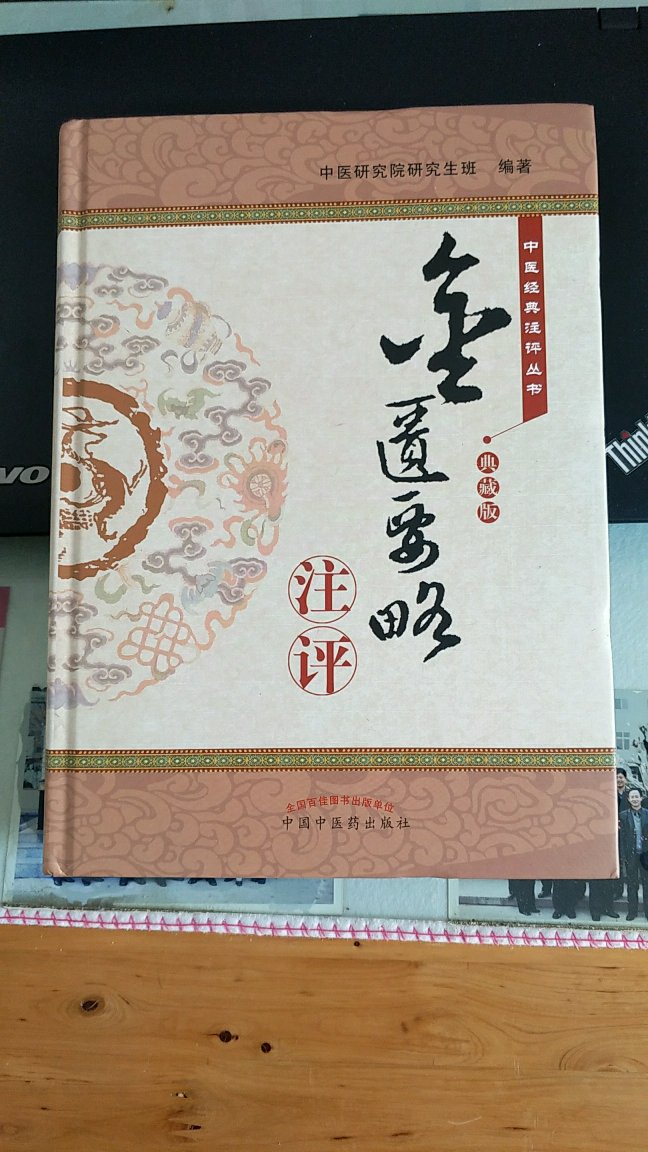 中医研究院研究生班 编著
中医经典注评丛书
典藏版
金匮要略
注评
全国百佳图书出版单位
中国中医药出版社
VO
Think